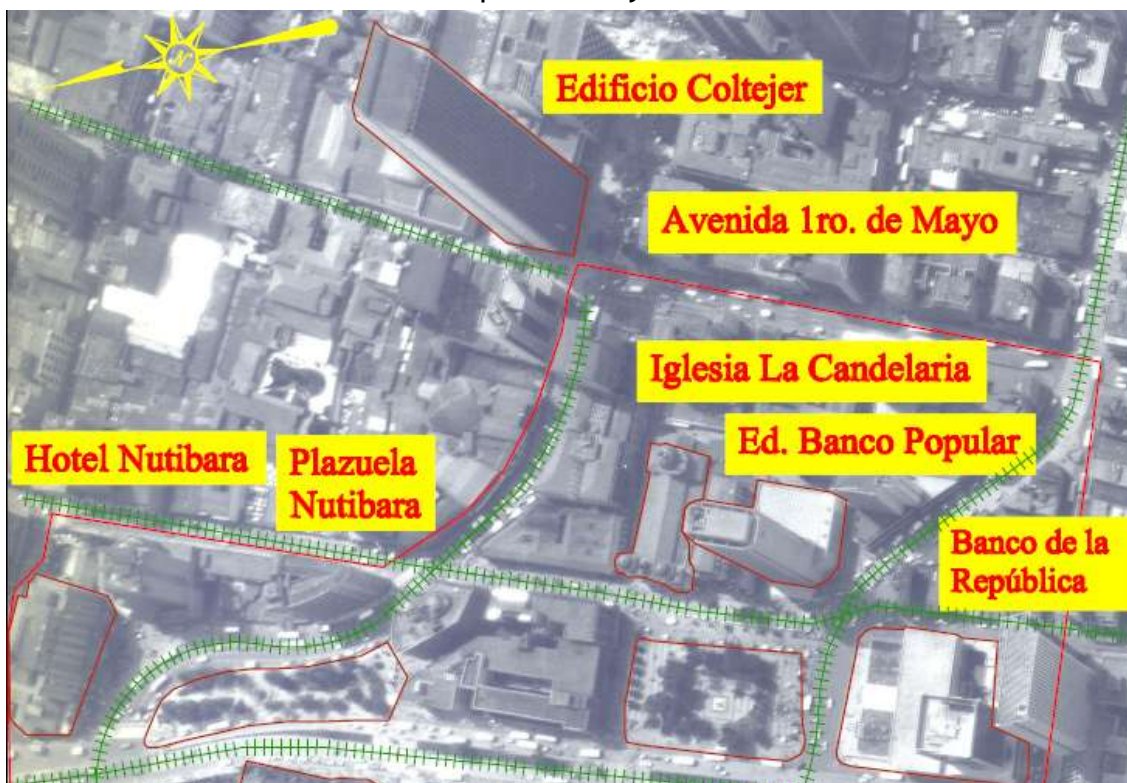 N
Edificio Coltejer
Avenida 1ro. de Mayo
Iglesia La Candelaria
Ed. Banco Popular
Hotel Nutibara
Plazuela
Nutibara
Banco de la
República